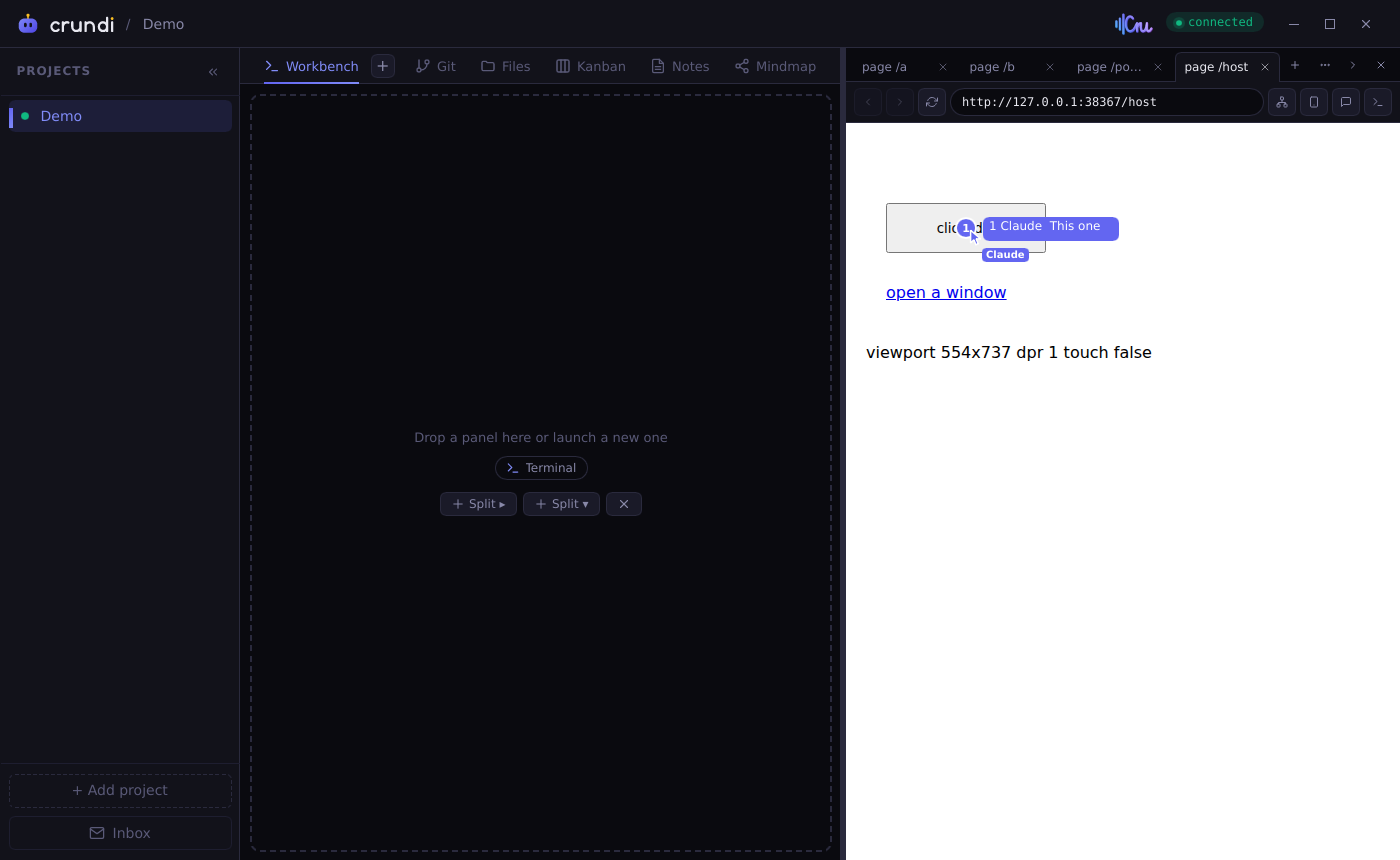 crundi / Demo
Cru
connected
PROJECTS
Workbench
Git
Files
Kanban
Notes
Mindmap
page /a
page /b
page /po…
page /host
http://127.0.0.1:38367/host
Demo
1
1 Claude This one
Claude
open a window
viewport 554x737 dpr 1 touch false
Drop a panel here or launch a new one
Terminal
+ Split ▸
+ Split ▾
+ Add project
Inbox